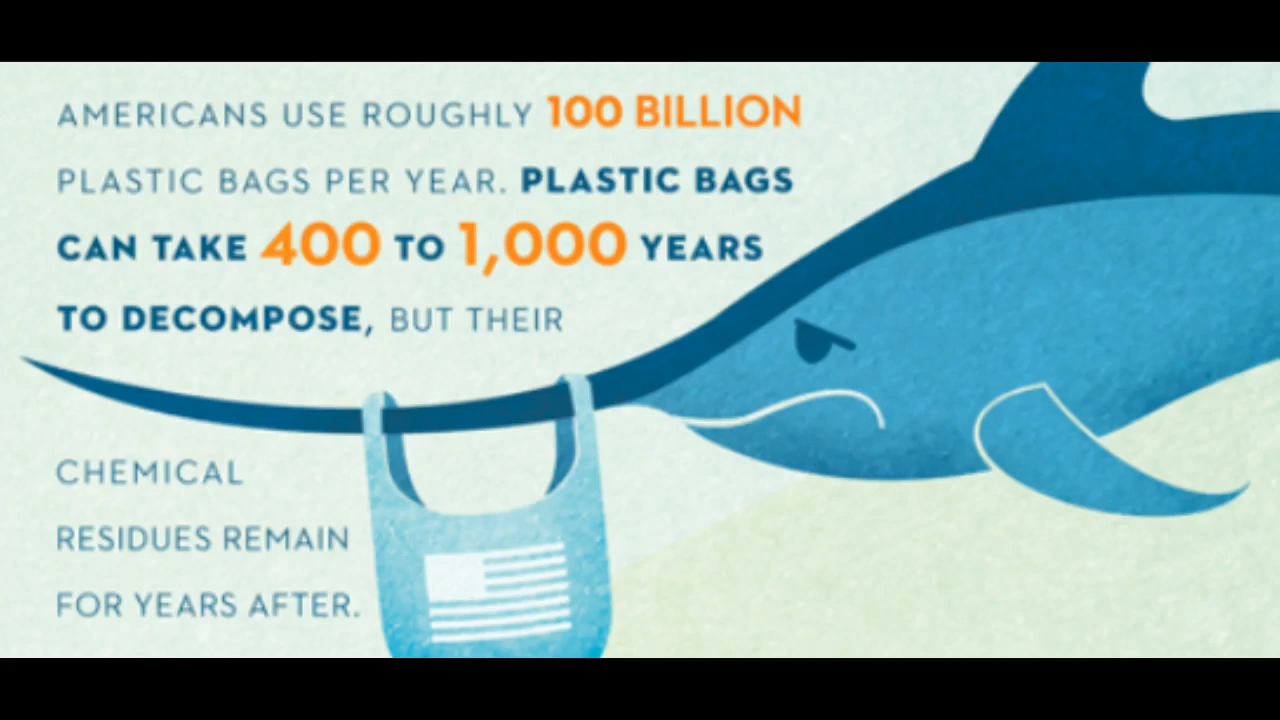 AMERICANS USE ROUGHLY 100 BILLION
PLASTIC BAGS PER YEAR. PLASTIC BAGS
CAN TAKE 400 TO 1,000 YEARS
TO DECOMPOSE, BUT THEIR
CHEMICAL
RESIDUES REMAIN
FOR YEARS AFTER.